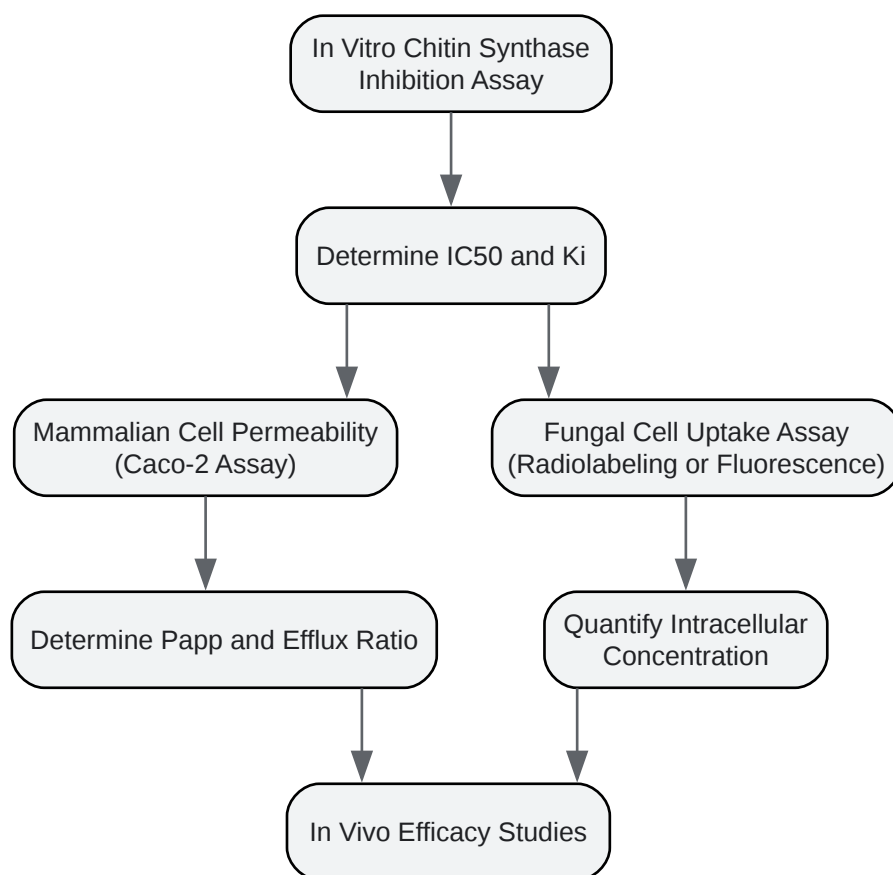 In Vitro Chitin Synthase
Inhibition Assay
Determine IC50 and Ki
Mammalian Cell Permeability
(Caco-2 Assay)
Fungal Cell Uptake Assay
(Radiolabeling or Fluorescence)
Determine Papp and Efflux Ratio
Quantify Intracellular
Concentration
In Vivo Efficacy Studies